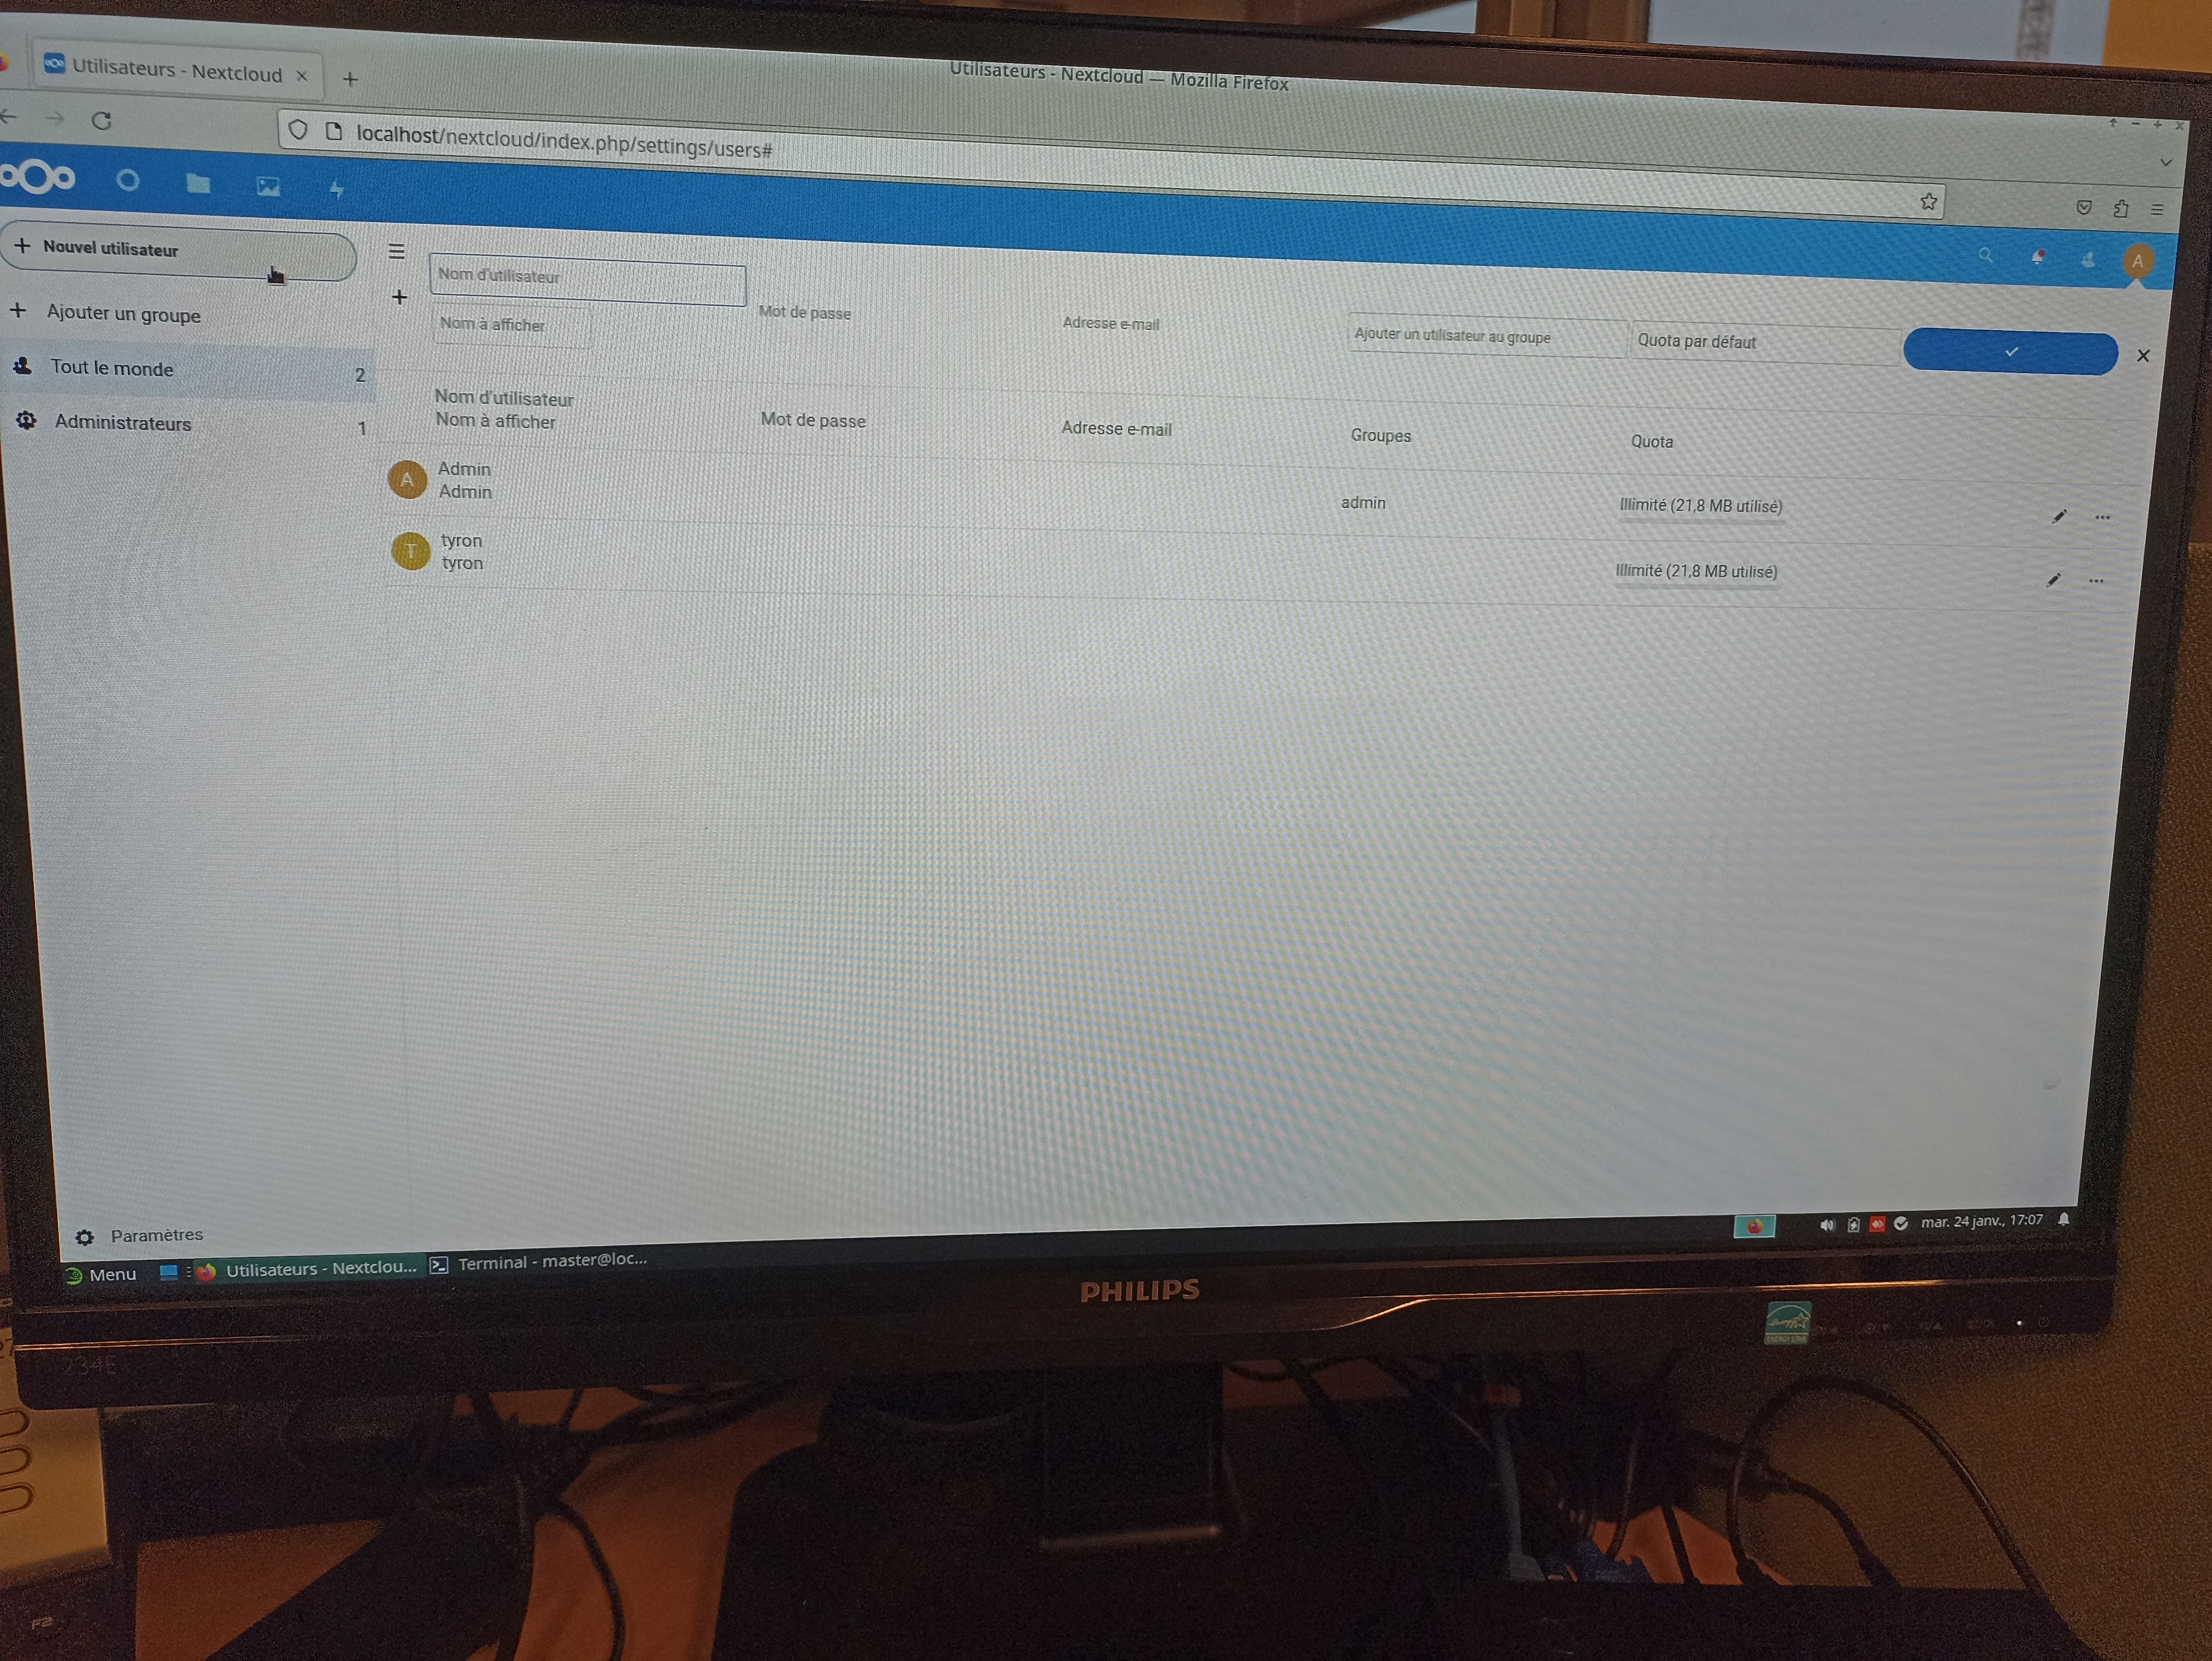 Utilisateurs - Nextcloud
Utilisateurs - Nextcloud — Mozilla Firefox
localhost/nextcloud/index.php/settings/users#
A
Nouvel utilisateur
Ajouter un groupe
Tout le monde 2
Administrateurs 1
Nom d'utilisateur
Nom à afficher
Mot de passe
Adresse e-mail
Ajouter un utilisateur au groupe
Quota par défaut
Nom d'utilisateur
Nom à afficher
Mot de passe
Adresse e-mail
Groupes
Quota
A
Admin
Admin
admin
Illimité (21,8 MB utilisé)
T
tyron
tyron
Illimité (21,8 MB utilisé)
Paramètres
Menu
Utilisateurs - Nextclou...
Terminal - master@loc...
mar. 24 janv., 17:07
PHILIPS
234E
ENERGY STAR
F2